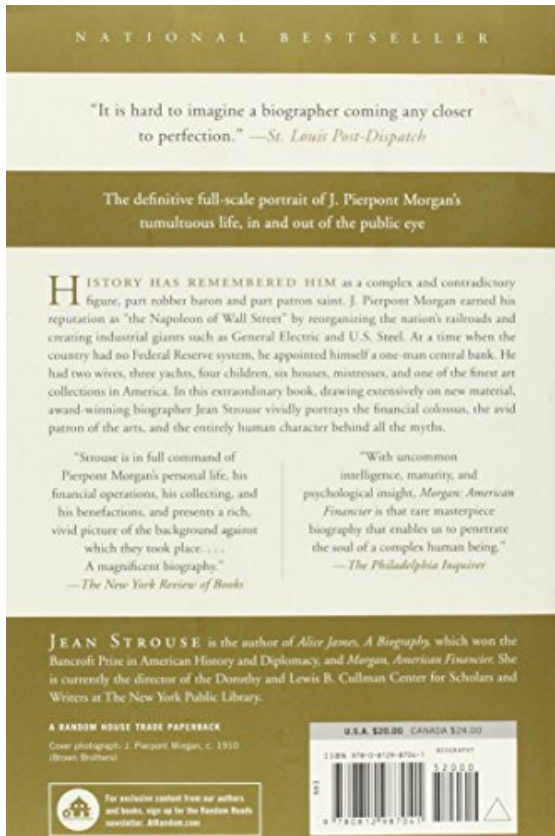 NATIONAL BESTSELLER
"It is hard to imagine a biographer coming any closer
to perfection." —St. Louis Post-Dispatch
The definitive full-scale portrait of J. Pierpont Morgan's
tumultuous life, in and out of the public eye
HISTORY HAS REMEMBERED HIM as a complex and contradictory
figure, part robber baron and part patron saint. J. Pierpont Morgan earned his
reputation as "the Napoleon of Wall Street" by reorganizing the nation's railroads and
creating industrial giants such as General Electric and U.S. Steel. At a time when the
country had no Federal Reserve system, he appointed himself a one-man central bank. He
had two wives, three yachts, four children, six houses, mistresses, and one of the finest art
collections in America. In this extraordinary book, drawing extensively on new material,
award-winning biographer Jean Strouse vividly portrays the financial colossus, the avid
patron of the arts, and the entirely human character behind all the myths.
"Strouse is in full command of
Pierpont Morgan's personal life, his
financial operations, his collecting, and
his benefactions, and presents a rich,
vivid picture of the background against
which they took place. . . .
A magnificent biography."
—The New York Review of Books
"With uncommon
intelligence, maturity, and
psychological insight, Morgan: American
Financier is that rare masterpiece
biography that enables us to penetrate
the soul of a complex human being."
—The Philadelphia Inquirer
JEAN STROUSE is the author of Alice James, A Biography, which won the
Bancroft Prize in American History and Diplomacy, and Morgan, American Financier. She
is currently the director of the Dorothy and Lewis B. Cullman Center for Scholars and
Writers at The New York Public Library.
A RANDOM HOUSE TRADE PAPERBACK
Cover photograph: J. Pierpont Morgan, c. 1910
(Brown Brothers)
For exclusive content from our authors
and books, sign up for the Random Reads
newsletter. AtRandom.com
U.S.A. $20.00 CANADA $24.00
ISBN 978-0-8129-8704-1
BIOGRAPHY
52000
EAN
9 780812 987041